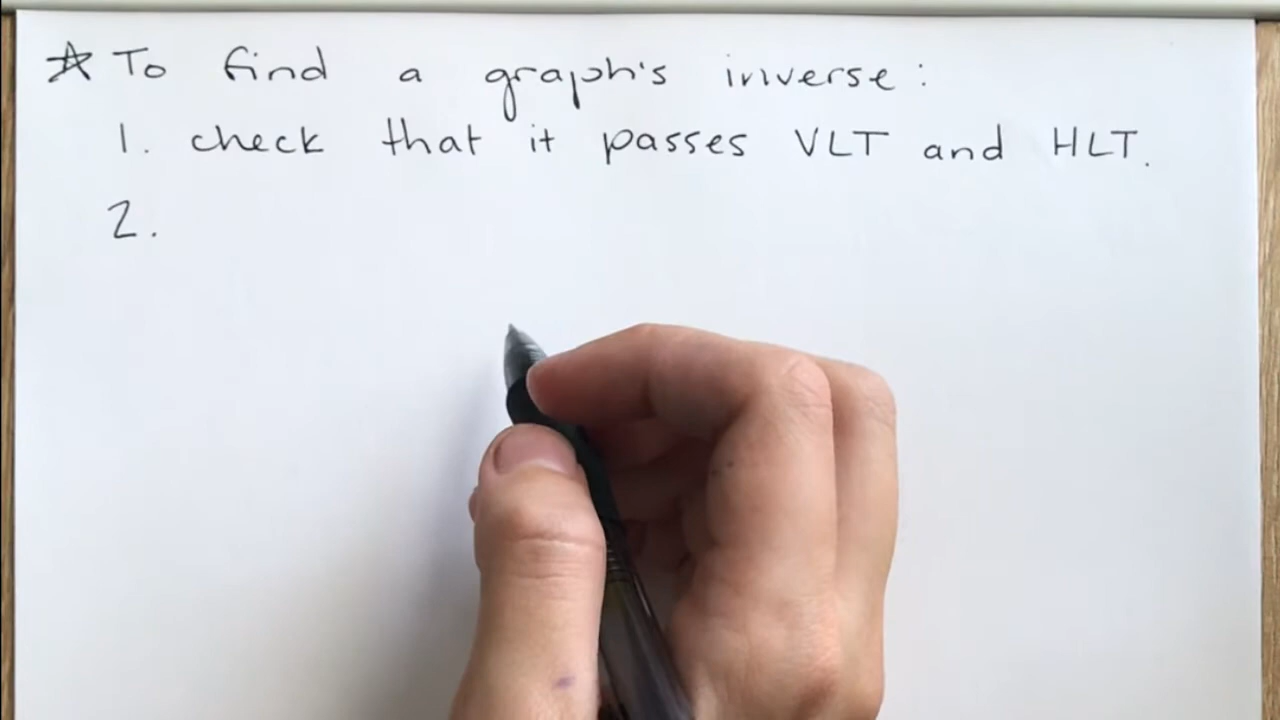 ☆ To find a graph's inverse:
1. check that it passes VLT and HLT.
2.